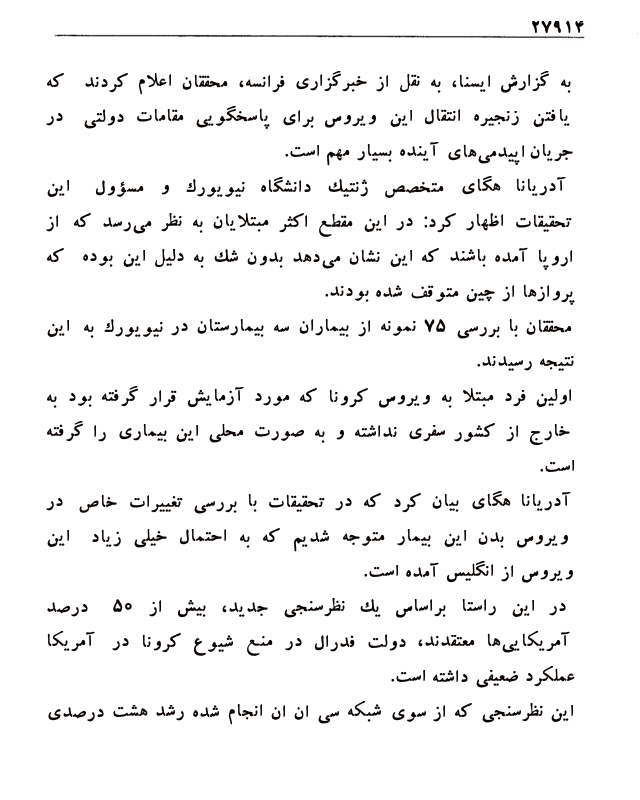 ۲۷۹۱۴
به گزارش ایسنا، به نقل از خبرگزاری فرانسه، محققان اعلام کردند که
یافتن زنجیره انتقال این ویروس برای پاسخگویی مقامات دولتی در
جریان اپیدمی‌های آینده بسیار مهم است.
آدریانا هگای متخصص ژنتیك دانشگاه نیویورك و مسؤول این
تحقیقات اظهار کرد: در این مقطع اکثر مبتلایان به نظر می‌رسد که از
اروپا آمده باشند که این نشان می‌دهد بدون شك به دلیل این بوده که
پروازها از چین متوقف شده بودند.
محققان با بررسی ۷۵ نمونه از بیماران سه بیمارستان در نیویورك به این
نتیجه رسیدند.
اولین فرد مبتلا به ویروس کرونا که مورد آزمایش قرار گرفته بود به
خارج از کشور سفری نداشته و به صورت محلی این بیماری را گرفته
است.
آدریانا هگای بیان کرد که در تحقیقات با بررسی تغییرات خاص در
ویروس بدن این بیمار متوجه شدیم که به احتمال خیلی زیاد این
ویروس از انگلیس آمده است.
در این راستا براساس یك نظرسنجی جدید، بیش از ۵۰ درصد
آمریکایی‌ها معتقدند، دولت فدرال در منع شیوع کرونا در آمریکا
عملکرد ضعیفی داشته است.
این نظرسنجی که از سوی شبکه سی ان ان انجام شده رشد هشت درصدی